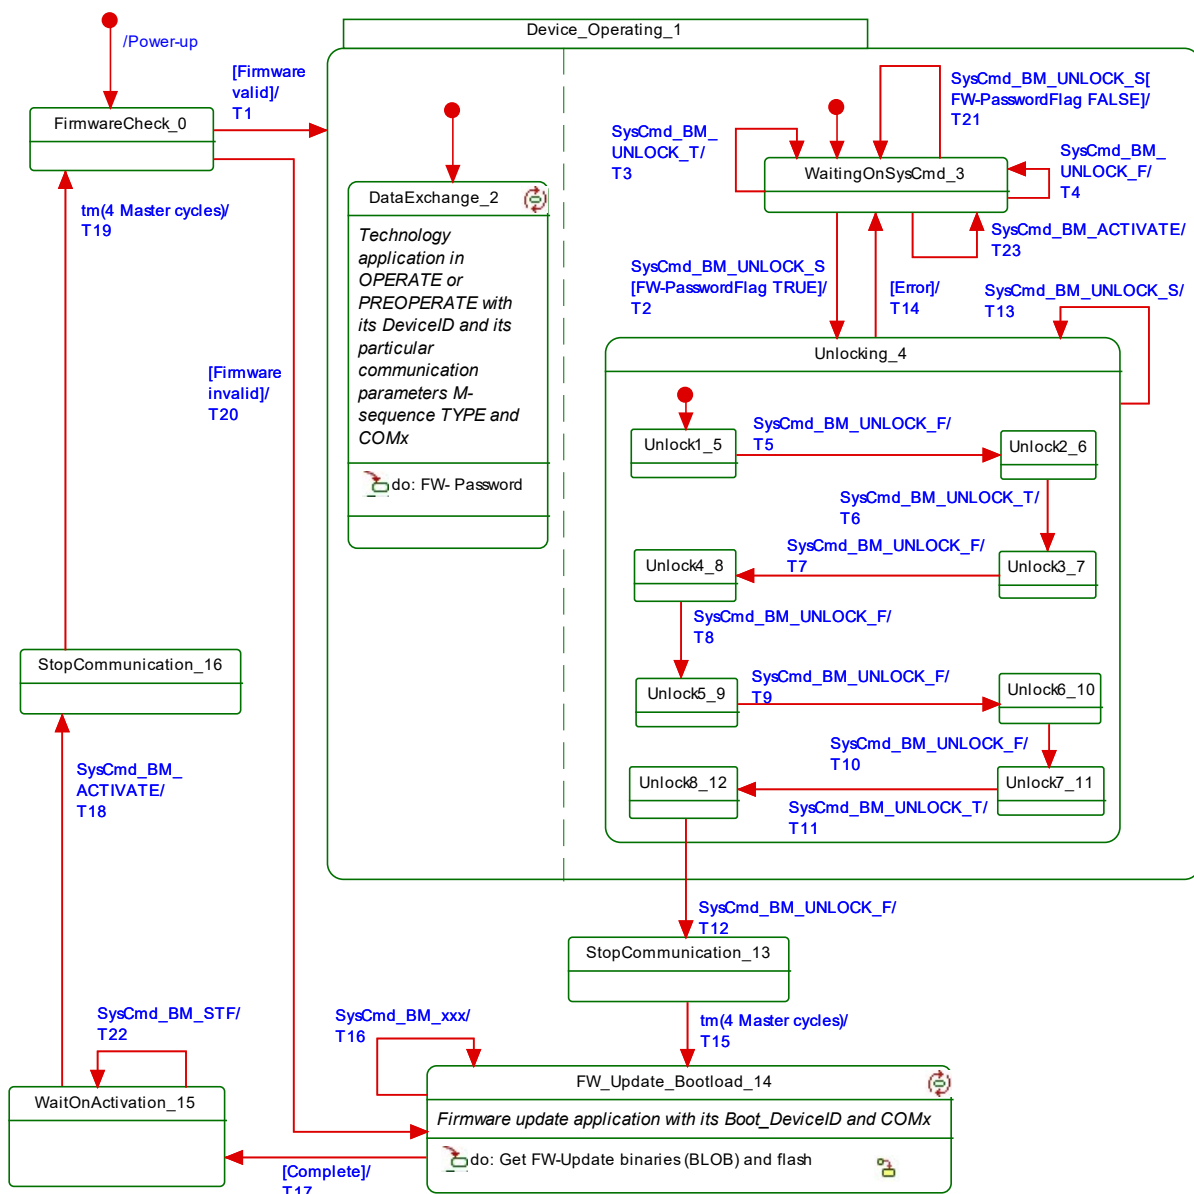 /Power-up
Device_Operating_1
[Firmware
valid]/
T1
FirmwareCheck_0
tm(4 Master cycles)/
T19
[Firmware
invalid]/
T20
DataExchange_2
Technology
application in
OPERATE or
PREOPERATE with
its DeviceID and its
particular
communication
parameters M-
sequence TYPE and
COMx
do: FW- Password
SysCmd_BM_
UNLOCK_T/
T3
SysCmd_BM_UNLOCK_S[
FW-PasswordFlag FALSE]/
T21
WaitingOnSysCmd_3
SysCmd_BM_
UNLOCK_F/
T4
SysCmd_BM_ACTIVATE/
T23
SysCmd_BM_UNLOCK_S
[FW-PasswordFlag TRUE]/
T2
[Error]/
T14
SysCmd_BM_UNLOCK_S/
T13
Unlocking_4
Unlock1_5
SysCmd_BM_UNLOCK_F/
T5
Unlock2_6
SysCmd_BM_UNLOCK_T/
T6
SysCmd_BM_UNLOCK_F/
T7
Unlock3_7
Unlock4_8
SysCmd_BM_UNLOCK_F/
T8
Unlock5_9
SysCmd_BM_UNLOCK_F/
T9
Unlock6_10
SysCmd_BM_UNLOCK_F/
T10
Unlock7_11
Unlock8_12
SysCmd_BM_UNLOCK_T/
T11
SysCmd_BM_UNLOCK_F/
T12
StopCommunication_13
tm(4 Master cycles)/
T15
StopCommunication_16
SysCmd_BM_
ACTIVATE/
T18
SysCmd_BM_STF/
T22
WaitOnActivation_15
SysCmd_BM_xxx/
T16
FW_Update_Bootload_14
Firmware update application with its Boot_DeviceID and COMx
do: Get FW-Update binaries (BLOB) and flash
[Complete]/
T17